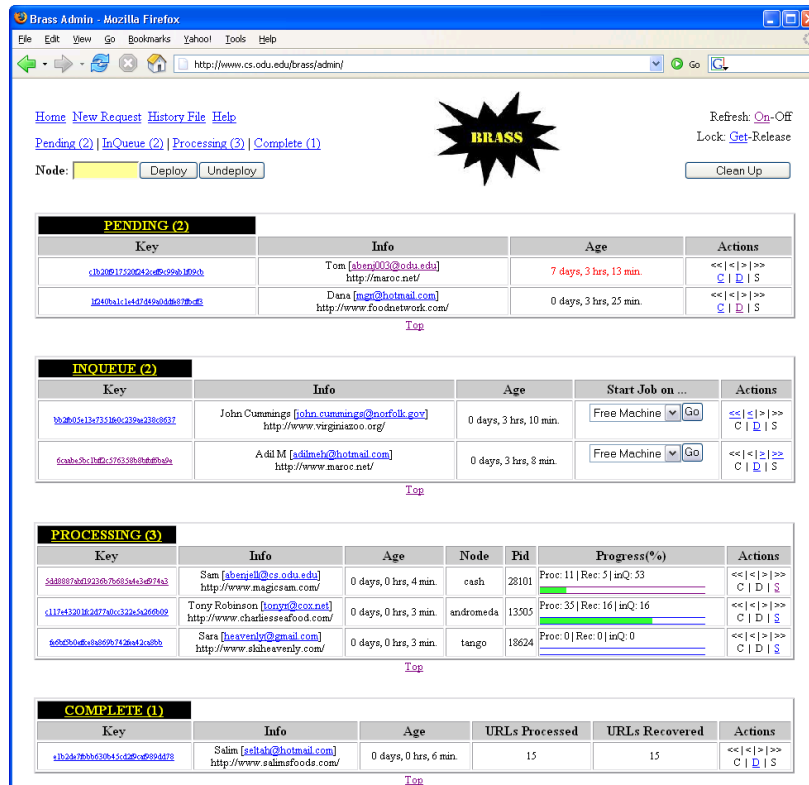 Brass Admin - Mozilla Firefox
File Edit View Go Bookmarks Yahoo! Tools Help
http://www.cs.odu.edu/brass/admin/ Go G
Home New Request History File Help
Refresh: On-Off
Pending (2) | InQueue (2) | Processing (3) | Complete (1)
Lock: Get-Release
BRASS
Node: Deploy Undeploy Clean Up
PENDING (2)
Key Info Age Actions
Tom [abenj003@odu.edu] 7 days, 3 hrs, 13 min. << | < | > | >>
http://maroc.net/ C | D | S
Dana [mgr@hotmail.com] 0 days, 3 hrs, 25 min. << | < | > | >>
http://www.foodnetwork.com/ C | D | S
Top
INQUEUE (2)
Key Info Age Start Job on ... Actions
John Cummings [john.cummings@norfolk.gov] 0 days, 3 hrs, 10 min. Free Machine Go << | < | > | >>
http://www.virginiazoo.org/ C | D | S
Adil M [adilmeh@hotmail.com] 0 days, 3 hrs, 8 min. Free Machine Go << | < | > | >>
http://www.maroc.net/ C | D | S
Top
PROCESSING (3)
Key Info Age Node Pid Progress(%) Actions
Sam [abenjell@cs.odu.edu] 0 days, 0 hrs, 4 min. cash 28101 Proc: 11 | Rec: 5 | inQ: 53 << | < | > | >>
http://www.magicsam.com/ C | D | S
Tony Robinson [tonyr@cox.net] 0 days, 0 hrs, 3 min. andromeda 13505 Proc: 35 | Rec: 16 | inQ: 16 << | < | > | >>
http://www.charliesseafood.com/ C | D | S
Sara [heavenly@gmail.com] 0 days, 0 hrs, 3 min. tango 18624 Proc: 0 | Rec: 0 | inQ: 0 << | < | > | >>
http://www.skiheavenly.com/ C | D | S
Top
COMPLETE (1)
Key Info Age URLs Processed URLs Recovered Actions
Salim [seltah@hotmail.com] 0 days, 0 hrs, 6 min. 15 15 << | < | > | >>
http://www.salimsfoods.com/ C | D | S
Top